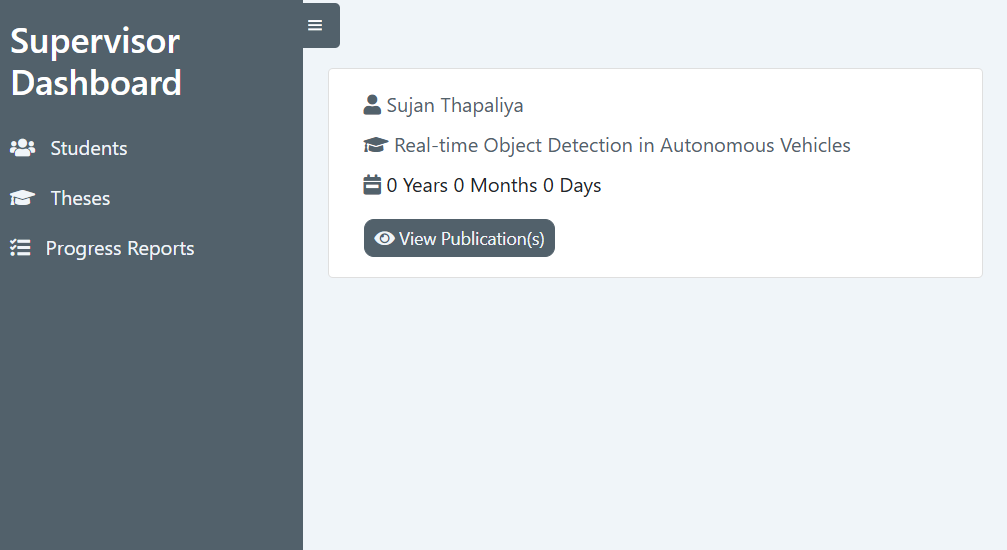 Supervisor
Dashboard
Students
Theses
Progress Reports
Sujan Thapaliya
Real-time Object Detection in Autonomous Vehicles
0 Years 0 Months 0 Days
View Publication(s)